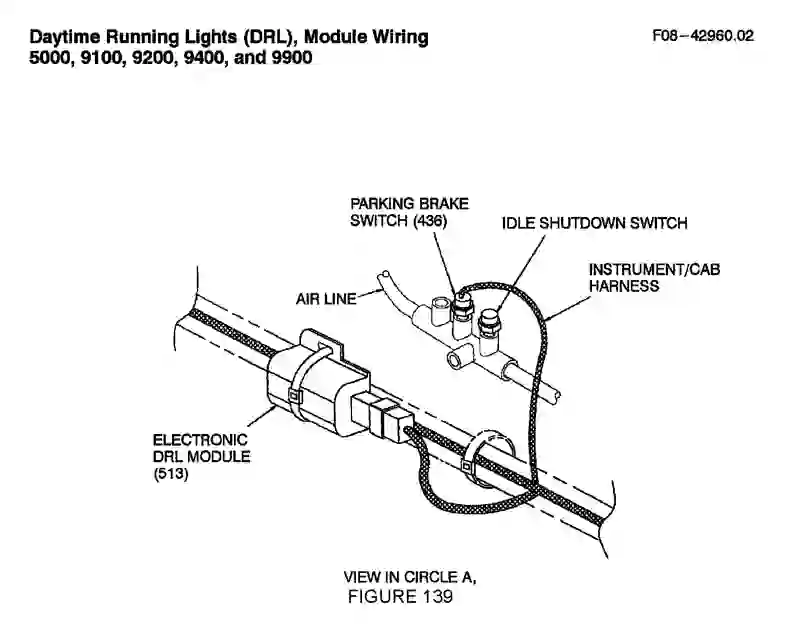 Daytime Running Lights (DRL), Module Wiring
5000, 9100, 9200, 9400, and 9900
F08-42960.02
PARKING BRAKE
SWITCH (436)
IDLE SHUTDOWN SWITCH
INSTRUMENT/CAB
HARNESS
AIR LINE
ELECTRONIC
DRL MODULE
(513)
VIEW IN CIRCLE A,
FIGURE 139